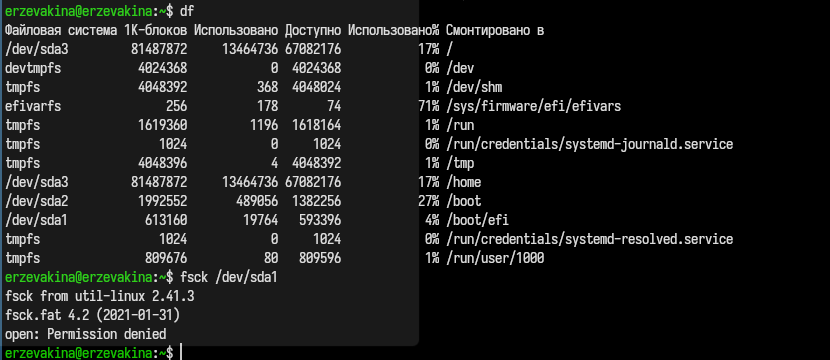 erzevakina@erzevakina:~$ df
Файловая система 1K-блоков Использовано Доступно Использовано% Смонтировано в
/dev/sda3 81487872 13464736 67082176 17% /
devtmpfs 4024368 0 4024368 0% /dev
tmpfs 4048392 368 4048024 1% /dev/shm
efivarfs 256 178 74 71% /sys/firmware/efi/efivars
tmpfs 1619360 1196 1618164 1% /run
tmpfs 1024 0 1024 0% /run/credentials/systemd-journald.service
tmpfs 4048396 4 4048392 1% /tmp
/dev/sda3 81487872 13464736 67082176 17% /home
/dev/sda2 1992552 489056 1382256 27% /boot
/dev/sda1 613160 19764 593396 4% /boot/efi
tmpfs 1024 0 1024 0% /run/credentials/systemd-resolved.service
tmpfs 809676 80 809596 1% /run/user/1000
erzevakina@erzevakina:~$ fsck /dev/sda1
fsck from util-linux 2.41.3
fsck.fat 4.2 (2021-01-31)
open: Permission denied
erzevakina@erzevakina:~$